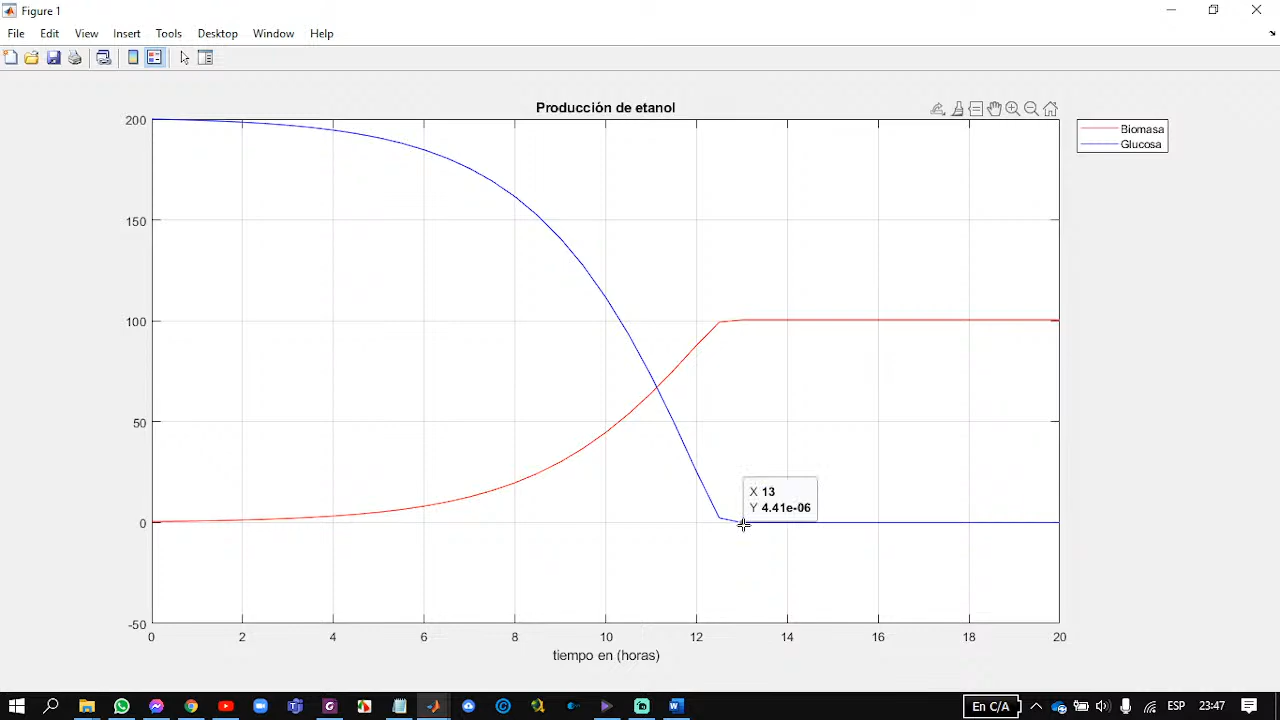 Figure 1
File Edit View Insert Tools Desktop Window Help
Producción de etanol
Biomasa
Glucosa
200
150
100
50
0
-50
X 13
Y 4.41e-06
0 2 4 6 8 10 12 14 16 18 20
tiempo en (horas)
En C/A
ESP
23:47